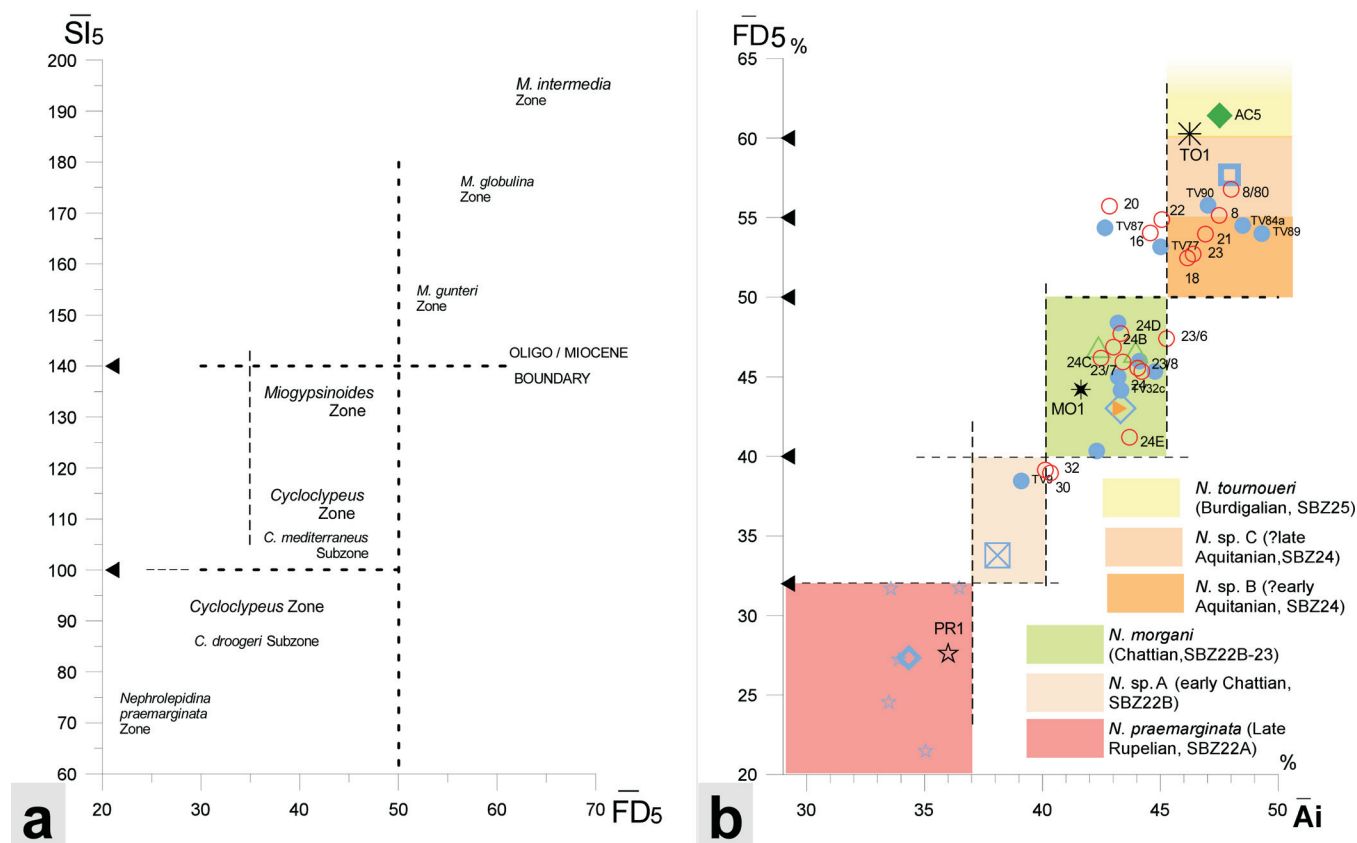 SI5
200
190
180
170
160
150
140
130
120
110
100
90
80
70
60
20
30
40
50
60
70
FD5
M. intermedia
Zone
M. globulina
Zone
M. gunteri
Zone
OLIGO / MIOCENE
BOUNDARY
Miogypsinoides
Zone
Cycloclypeus
Zone
C. mediterraneus
Subzone
Cycloclypeus Zone
C. droogeri Subzone
Nephrolepidina
praemarginata
Zone
a
FD5 %
65
60
55
50
45
40
35
30
25
20
30
35
40
45
50
%
Ai
AC5
TO1
8/80
TV90
20
22
8
TV87
TV84a
16
TV77
21
TV89
23
18
24D
23/6
24B
24C
23/7
23/8
24
TV32c
MO1
24E
32
30
PR1
N. tournoueri
(Burdigalian, SBZ25)
N. sp. C (?late
Aquitanian,SBZ24)
N. sp. B (?early
Aquitanian, SBZ24)
N. morgani
(Chattian,SBZ22B-23)
N. sp. A (early Chattian,
SBZ22B)
N. praemarginata (Late
Rupelian, SBZ22A)
b